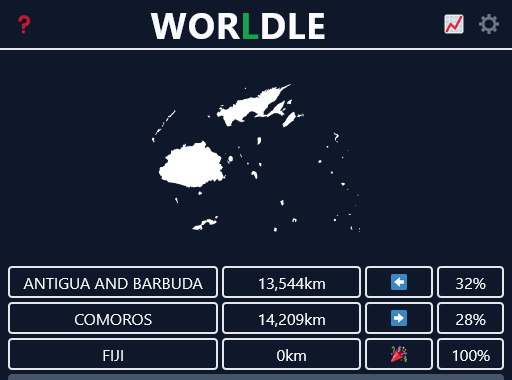 ?
WORLDLE
ANTIGUA AND BARBUDA 13,544km 32%
COMOROS 14,209km 28%
FIJI 0km 100%